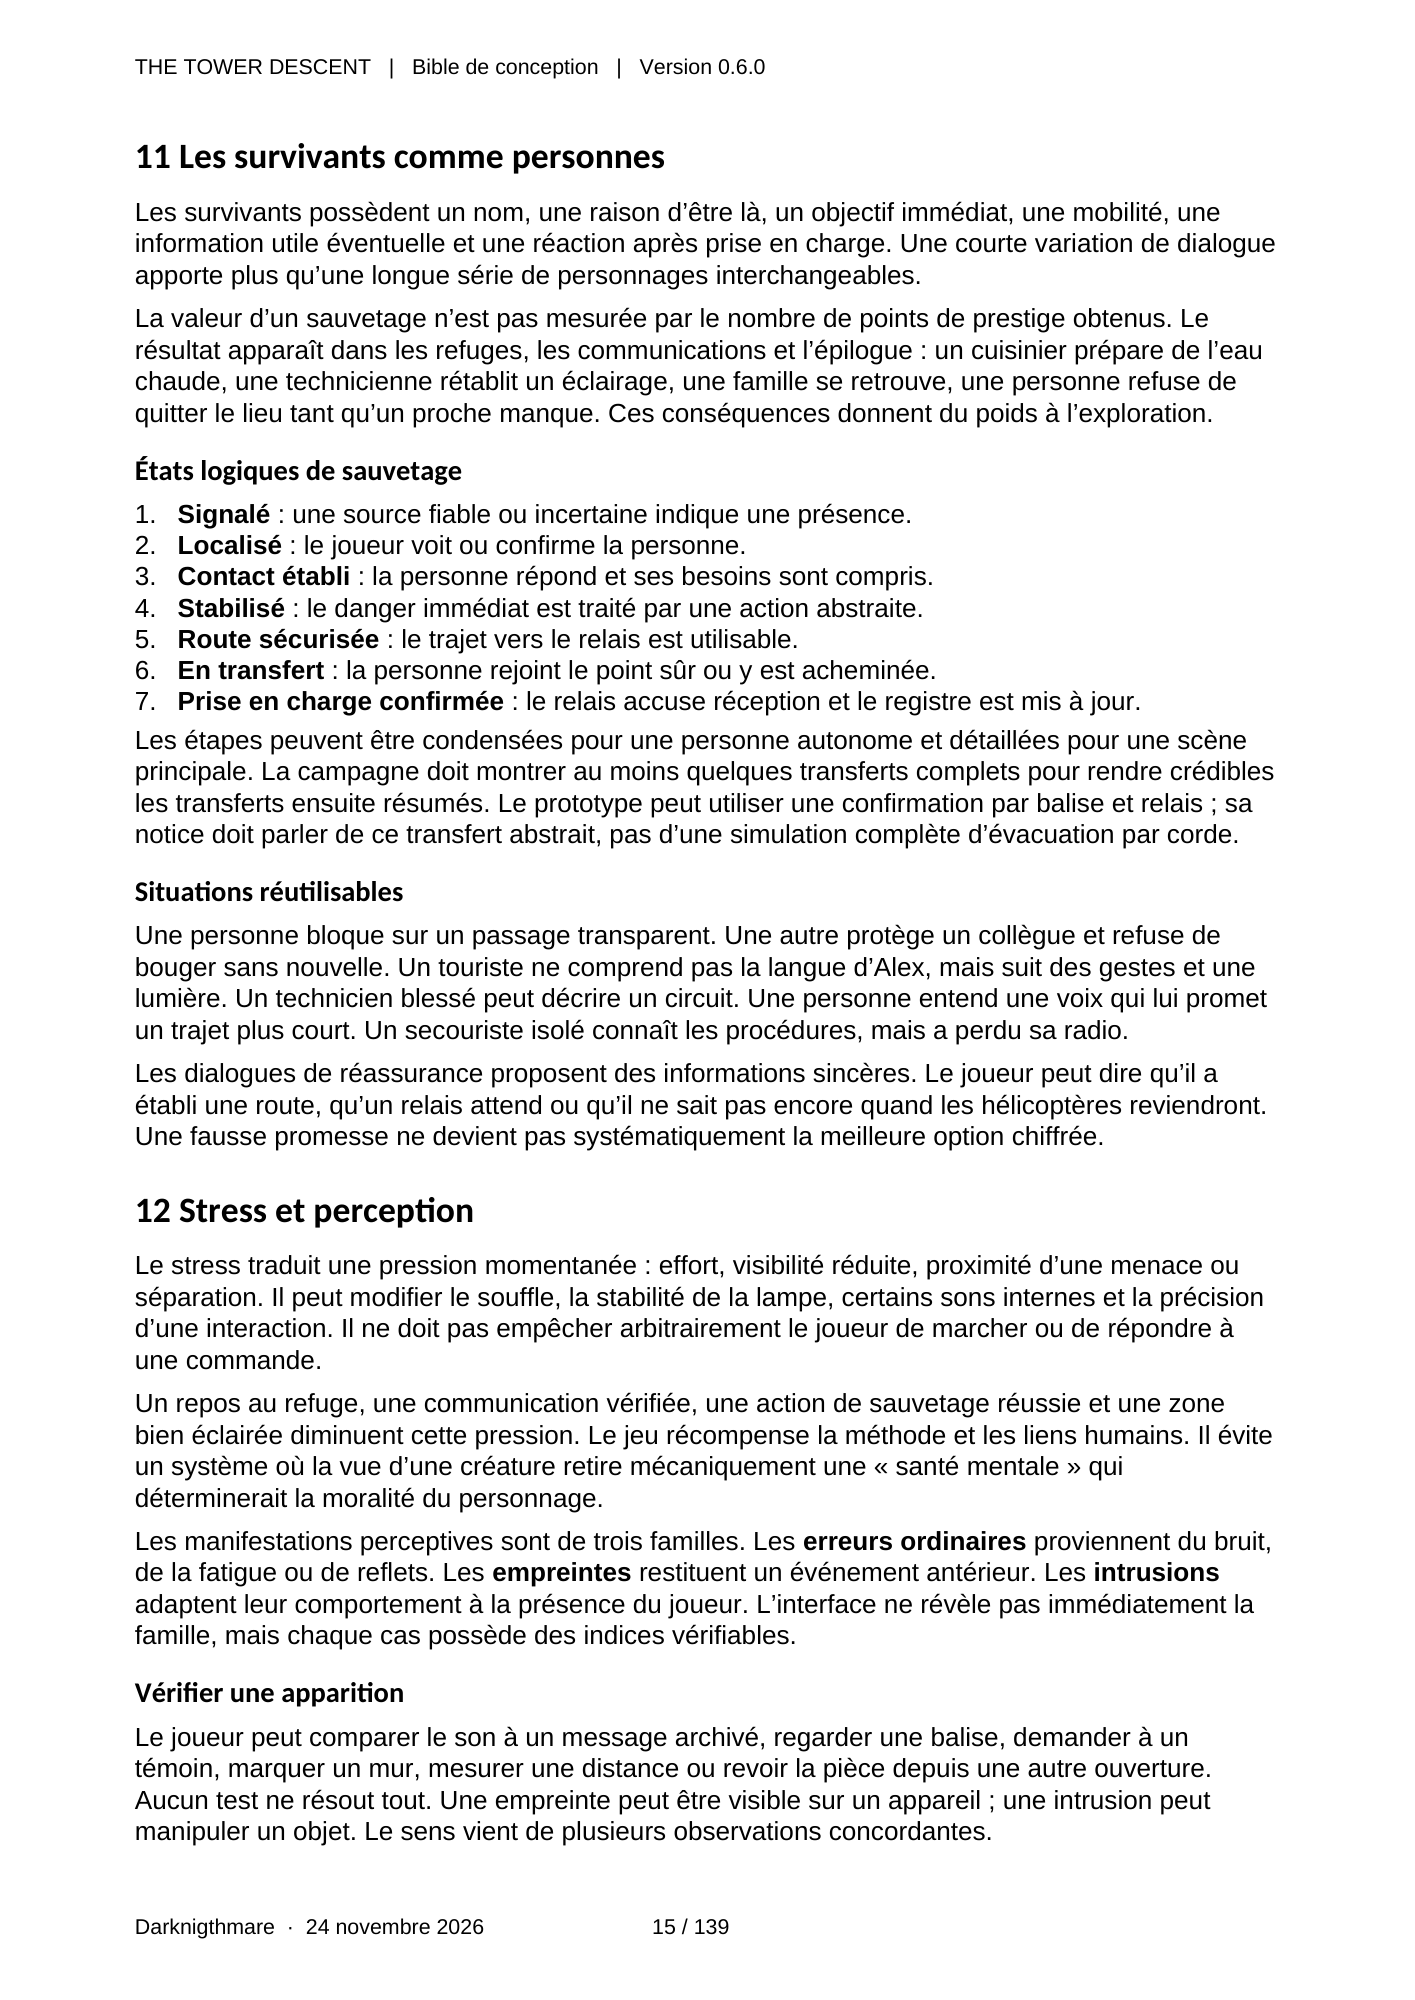 THE TOWER DESCENT | Bible de conception | Version 0.6.0
11 Les survivants comme personnes
Les survivants possèdent un nom, une raison d’être là, un objectif immédiat, une mobilité, une
information utile éventuelle et une réaction après prise en charge. Une courte variation de dialogue
apporte plus qu’une longue série de personnages interchangeables.
La valeur d’un sauvetage n’est pas mesurée par le nombre de points de prestige obtenus. Le
résultat apparaît dans les refuges, les communications et l’épilogue : un cuisinier prépare de l’eau
chaude, une technicienne rétablit un éclairage, une famille se retrouve, une personne refuse de
quitter le lieu tant qu’un proche manque. Ces conséquences donnent du poids à l’exploration.
États logiques de sauvetage
1. Signalé : une source fiable ou incertaine indique une présence.
2. Localisé : le joueur voit ou confirme la personne.
3. Contact établi : la personne répond et ses besoins sont compris.
4. Stabilisé : le danger immédiat est traité par une action abstraite.
5. Route sécurisée : le trajet vers le relais est utilisable.
6. En transfert : la personne rejoint le point sûr ou y est acheminée.
7. Prise en charge confirmée : le relais accuse réception et le registre est mis à jour.
Les étapes peuvent être condensées pour une personne autonome et détaillées pour une scène
principale. La campagne doit montrer au moins quelques transferts complets pour rendre crédibles
les transferts ensuite résumés. Le prototype peut utiliser une confirmation par balise et relais ; sa
notice doit parler de ce transfert abstrait, pas d’une simulation complète d’évacuation par corde.
Situations réutilisables
Une personne bloque sur un passage transparent. Une autre protège un collègue et refuse de
bouger sans nouvelle. Un touriste ne comprend pas la langue d’Alex, mais suit des gestes et une
lumière. Un technicien blessé peut décrire un circuit. Une personne entend une voix qui lui promet
un trajet plus court. Un secouriste isolé connaît les procédures, mais a perdu sa radio.
Les dialogues de réassurance proposent des informations sincères. Le joueur peut dire qu’il a
établi une route, qu’un relais attend ou qu’il ne sait pas encore quand les hélicoptères reviendront.
Une fausse promesse ne devient pas systématiquement la meilleure option chiffrée.
12 Stress et perception
Le stress traduit une pression momentanée : effort, visibilité réduite, proximité d’une menace ou
séparation. Il peut modifier le souffle, la stabilité de la lampe, certains sons internes et la précision
d’une interaction. Il ne doit pas empêcher arbitrairement le joueur de marcher ou de répondre à
une commande.
Un repos au refuge, une communication vérifiée, une action de sauvetage réussie et une zone
bien éclairée diminuent cette pression. Le jeu récompense la méthode et les liens humains. Il évite
un système où la vue d’une créature retire mécaniquement une « santé mentale » qui
déterminerait la moralité du personnage.
Les manifestations perceptives sont de trois familles. Les erreurs ordinaires proviennent du bruit,
de la fatigue ou de reflets. Les empreintes restituent un événement antérieur. Les intrusions
adaptent leur comportement à la présence du joueur. L’interface ne révèle pas immédiatement la
famille, mais chaque cas possède des indices vérifiables.
Vérifier une apparition
Le joueur peut comparer le son à un message archivé, regarder une balise, demander à un
témoin, marquer un mur, mesurer une distance ou revoir la pièce depuis une autre ouverture.
Aucun test ne résout tout. Une empreinte peut être visible sur un appareil ; une intrusion peut
manipuler un objet. Le sens vient de plusieurs observations concordantes.
Darknigthmare · 24 novembre 2026 15 / 139